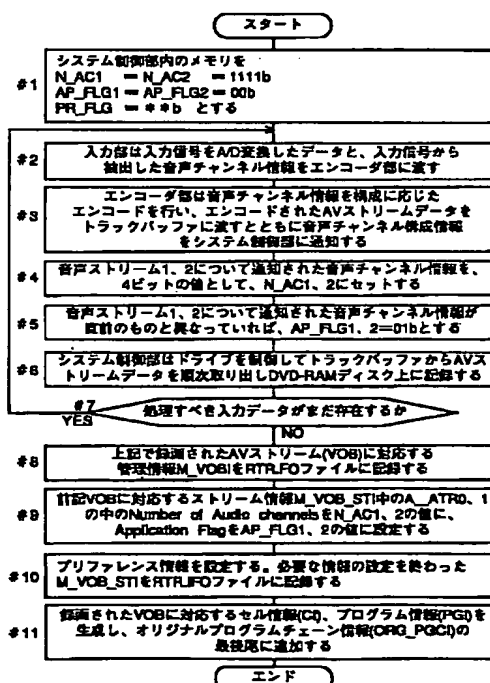 スタート
#1
システム制御部内のメモリを
N_AC1 = N_AC2 = 1111b
AP_FLG1 = AP_FLG2 = 00b
PR_FLG = **b とする
#2
入力部は入力信号をA/D変換したデータと、入力信号から
抽出した音声チャンネル情報をエンコーダ部に渡す
#3
エンコーダ部は音声チャンネル情報を構成に応じた
エンコードを行い、エンコードされたAVストリームデータを
トラックバッファに渡すとともに音声チャンネル構成情報
をシステム制御部に通知する
#4
音声ストリーム1、2について通知された音声チャンネル情報を、
4ビットの値として、N_AC1、2にセットする
#5
音声ストリーム1、2について通知された音声チャンネル情報が
直前のものと異なっていれば、AP_FLG1、2=01bとする
#6
システム制御部はドライブを制御してトラックバッファからAVス
トリームデータを順次取り出しDVD-RAMディスク上に記録する
#7
YES
処理すべき入力データがまだ存在するか
NO
#8
上記で録画されたAVストリーム(VOB)に対応する
管理情報M_VOBIをRTR.IFOファイルに記録する
#9
前記VOBに対応するストリーム情報M_VOB_STI中のA_ATR0、1
の中のNumber of Audio channelsをN_AC1、2の値に、
Application FlagをAP_FLG1、2の値に設定する
#10
プリファレンス情報を設定する。必要な情報の設定を終わった
M_VOB_STIをRTR.IFOファイルに記録する
#11
録画されたVOBに対応するセル情報(CI)、プログラム情報(PGI)を
生成し、オリジナルプログラムチェーン情報(ORG_PGCI)の
最後尾に追加する
エンド